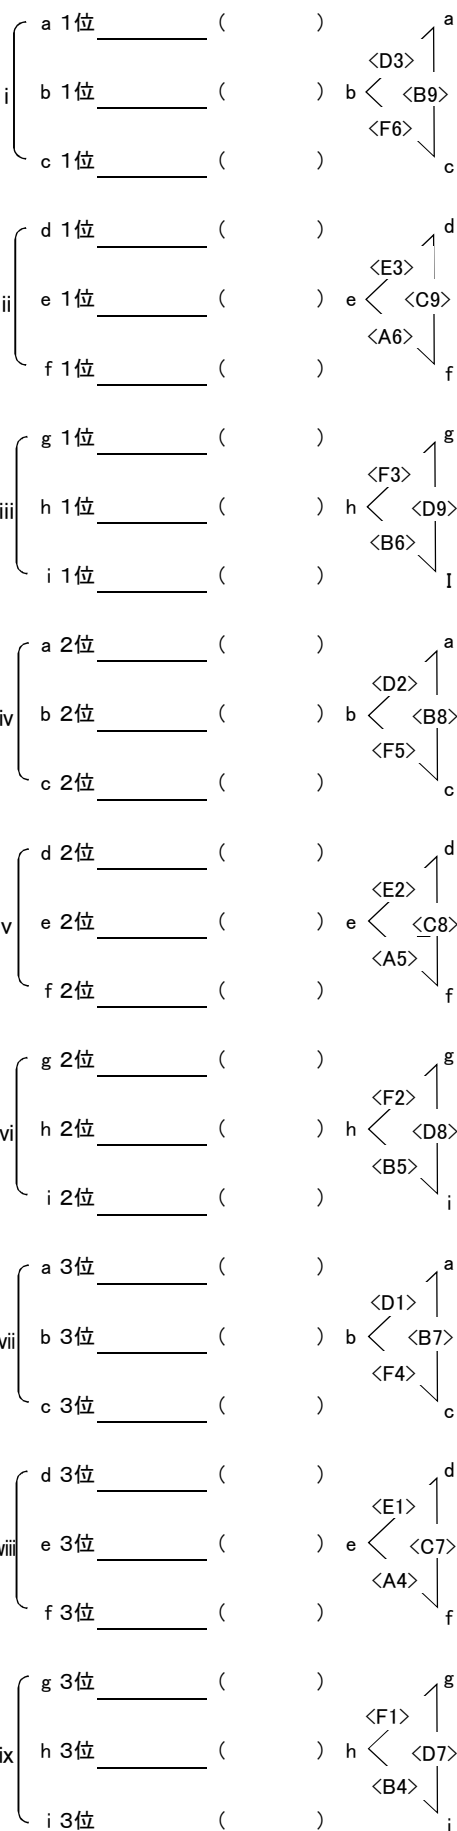 a 1位 ( ) a
<D3>
i b 1位 ( ) b <B9>
<F6>
c 1位 ( ) c
d 1位 ( ) d
<E3>
ii e 1位 ( ) e <C9>
<A6>
f 1位 ( ) f
g 1位 ( ) g
<F3>
iii h 1位 ( ) h <D9>
<B6>
i 1位 ( ) I
a 2位 ( ) a
<D2>
iv b 2位 ( ) b <B8>
<F5>
c 2位 ( ) c
d 2位 ( ) d
<E2>
v e 2位 ( ) e <C8>
<A5>
f 2位 ( ) f
g 2位 ( ) g
<F2>
vi h 2位 ( ) h <D8>
<B5>
i 2位 ( ) i
a 3位 ( ) a
<D1>
vii b 3位 ( ) b <B7>
<F4>
c 3位 ( ) c
d 3位 ( ) d
<E1>
viii e 3位 ( ) e <C7>
<A4>
f 3位 ( ) f
g 3位 ( ) g
<F1>
ix h 3位 ( ) h <D7>
<B4>
i 3位 ( ) i